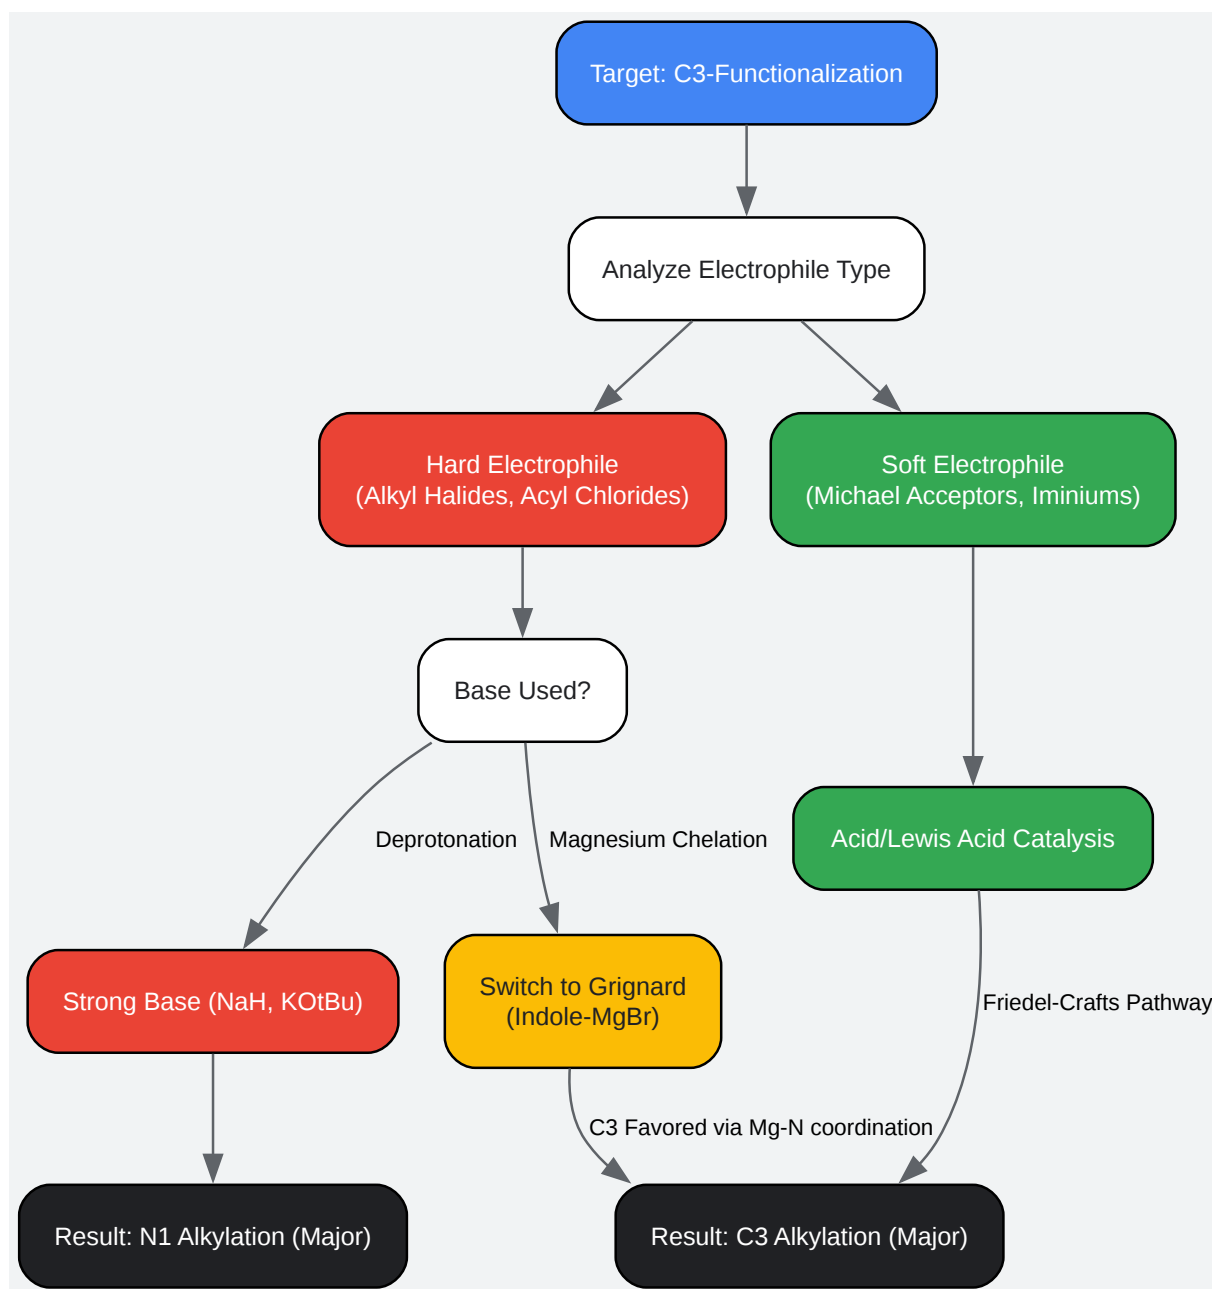 Target: C3-Functionalization
Analyze Electrophile Type
Hard Electrophile
(Alkyl Halides, Acyl Chlorides)
Soft Electrophile
(Michael Acceptors, Iminiums)
Base Used?
Deprotonation
Magnesium Chelation
Acid/Lewis Acid Catalysis
Strong Base (NaH, KOtBu)
Switch to Grignard
(Indole-MgBr)
Friedel-Crafts Pathway
C3 Favored via Mg-N coordination
Result: N1 Alkylation (Major)
Result: C3 Alkylation (Major)